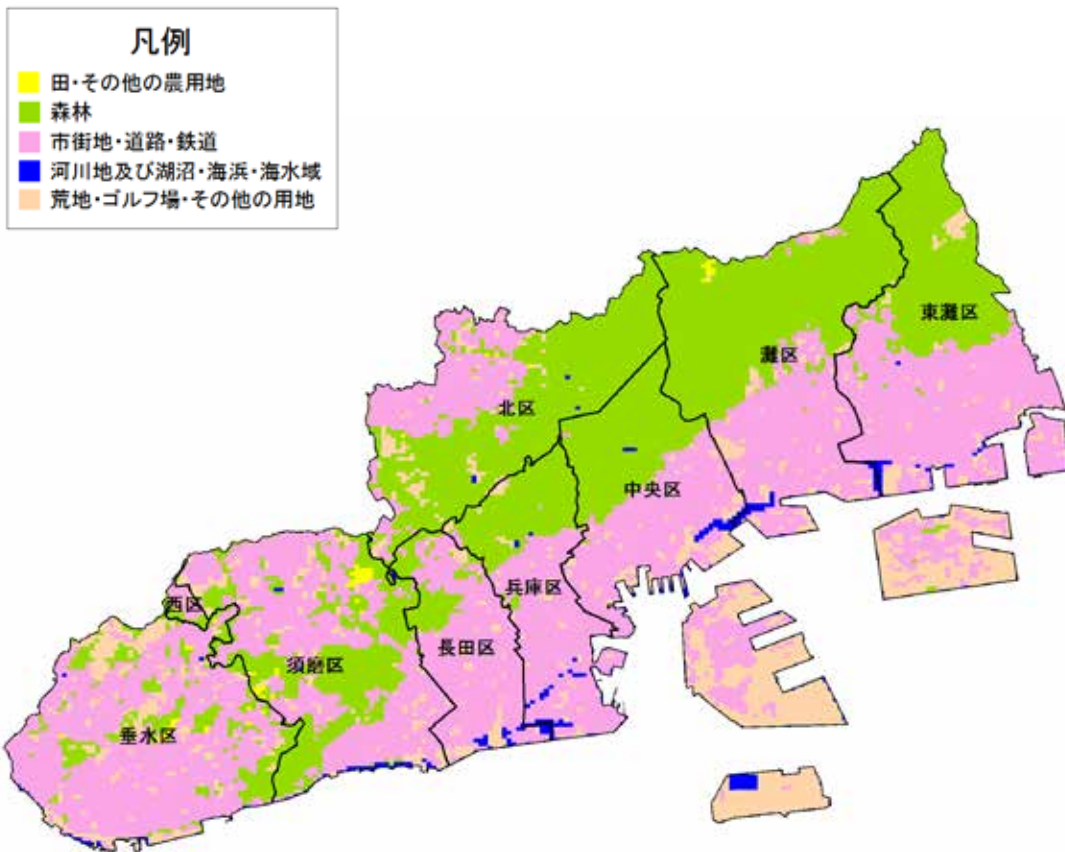 凡例
田・その他の農用地
森林
市街地・道路・鉄道
河川地及び湖沼・海浜・海水域
荒地・ゴルフ場・その他の用地
東灘区
灘区
北区
中央区
兵庫区
西区
長田区
須磨区
垂水区